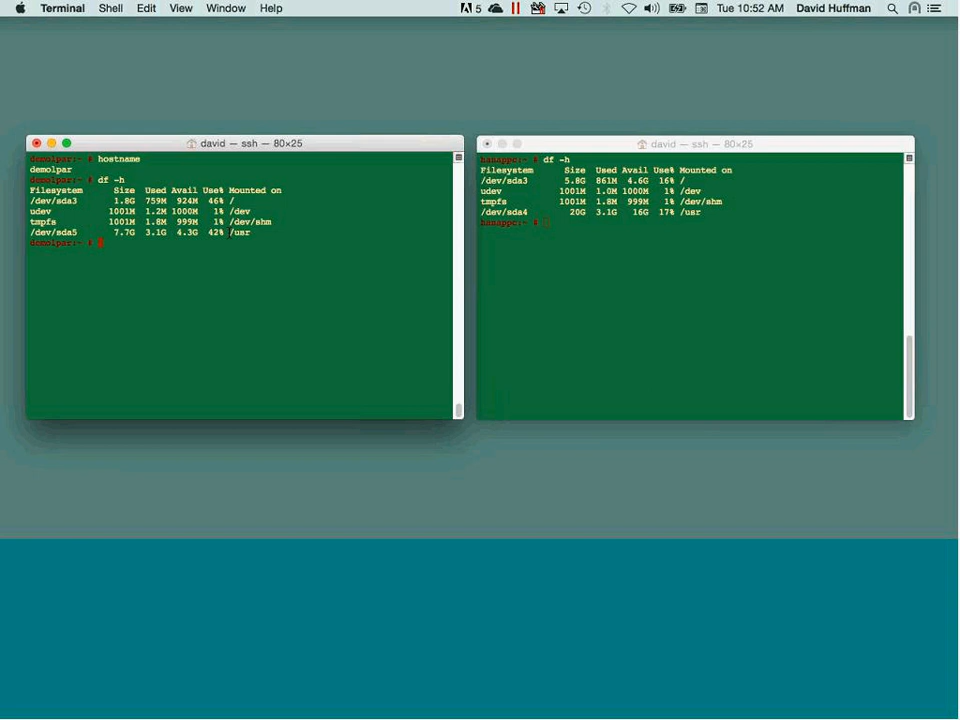 Terminal Shell Edit View Window Help 5 Tue 10:52 AM David Huffman
david — ssh — 80×25
demolpar:~ # hostname
demolpar
demolpar:~ # df -h
Filesystem Size Used Avail Use% Mounted on
/dev/sda3 1.8G 759M 924M 46% /
udev 1001M 1.2M 1000M 1% /dev
tmpfs 1001M 1.8M 999M 1% /dev/shm
/dev/sda5 7.7G 3.1G 4.3G 42% /usr
demolpar:~ #
david — ssh — 80×25
hanappc:~ # df -h
Filesystem Size Used Avail Use% Mounted on
/dev/sda3 5.8G 861M 4.6G 16% /
udev 1001M 1.0M 1000M 1% /dev
tmpfs 1001M 1.8M 999M 1% /dev/shm
/dev/sda4 20G 3.1G 16G 17% /usr
hanappc:~ #